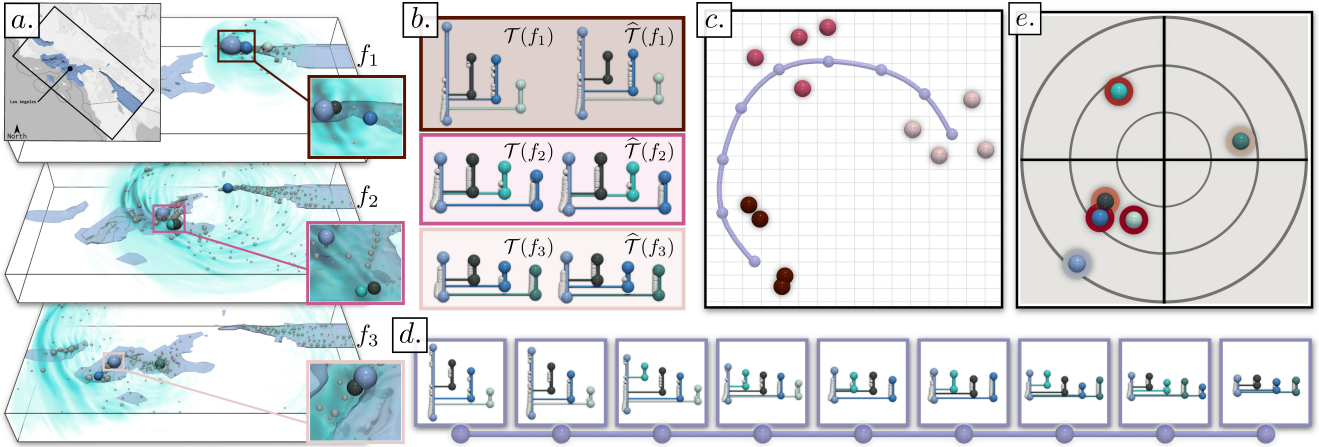 a.
Los Angeles
North
f₁
f₂
f₃
b.
𝒯(f₁)
𝒯̂(f₁)
𝒯(f₂)
𝒯̂(f₂)
𝒯(f₃)
𝒯̂(f₃)
c.
d.
e.